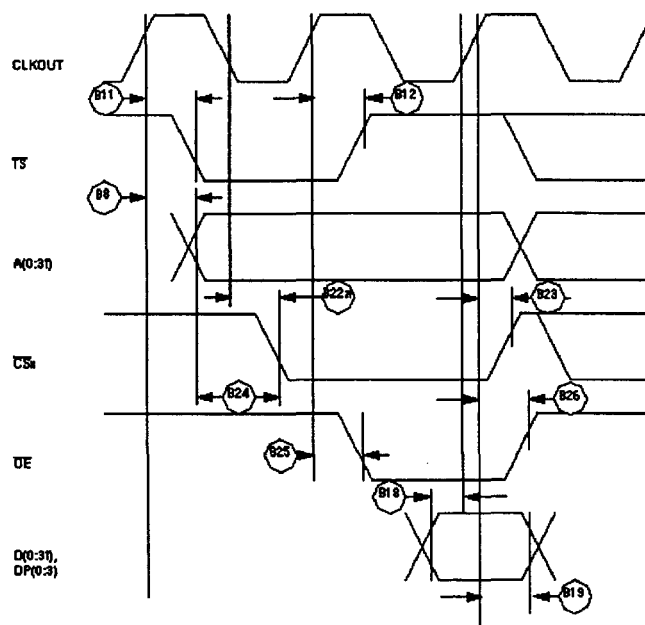 CLKOUT
B11
B12
TS
B8
A(0:31)
B22a
B23
CSx
B24
B26
OE
B25
B18
D(0:31),
DP(0:3)
B19